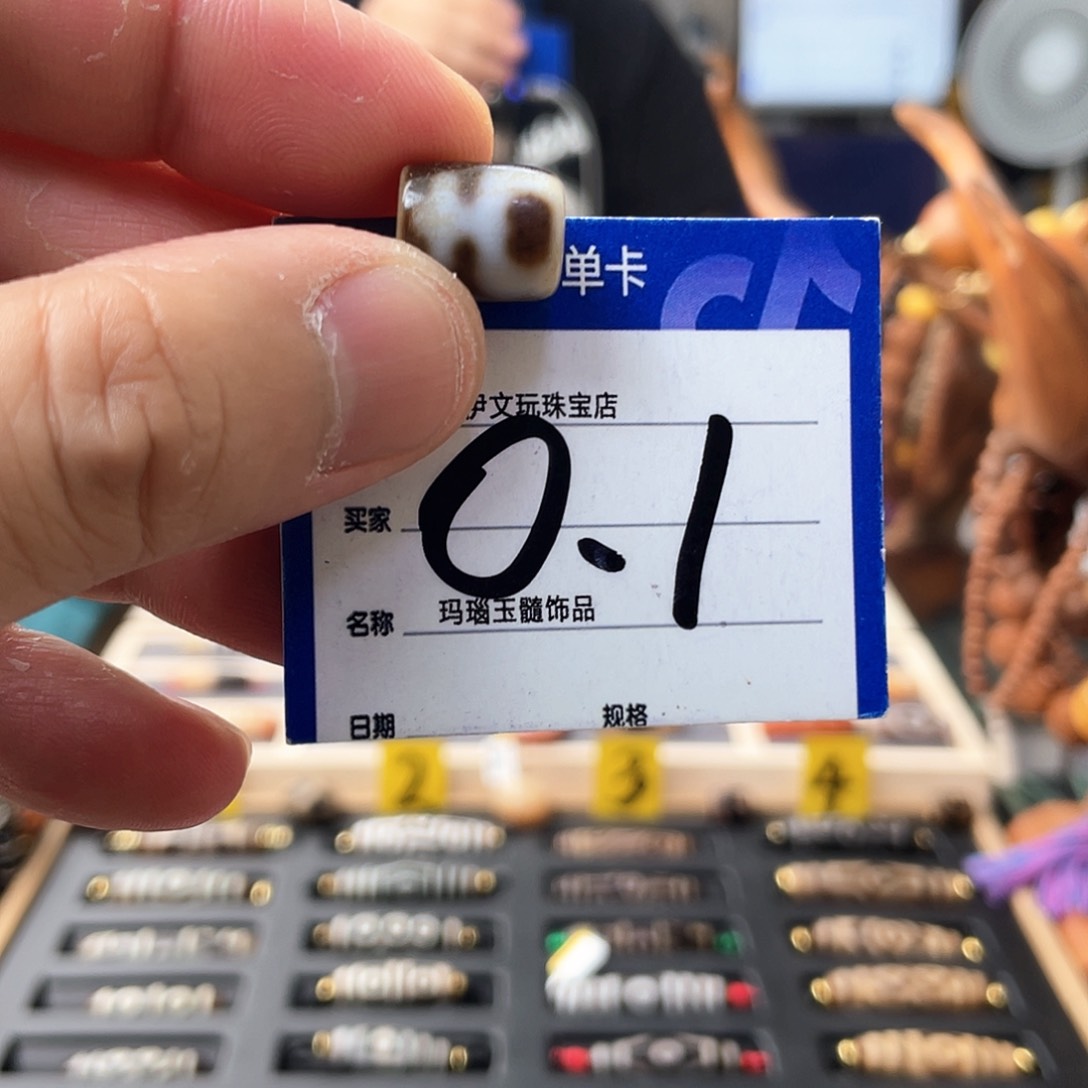 单卡
伊文玩珠宝店
买家
0.1
名称 玛瑙玉髓饰品
日期 规格
2 3 4